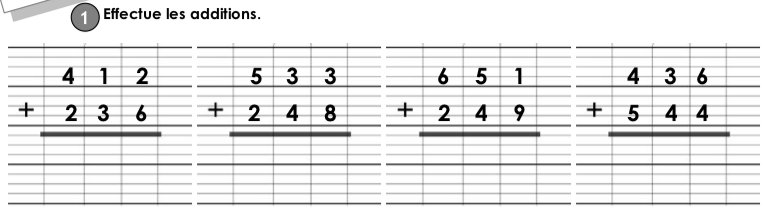 1 Effectue les additions.
4 1 2 5 3 3 6 5 1 4 3 6
+ 2 3 6 + 2 4 8 + 2 4 9 + 5 4 4